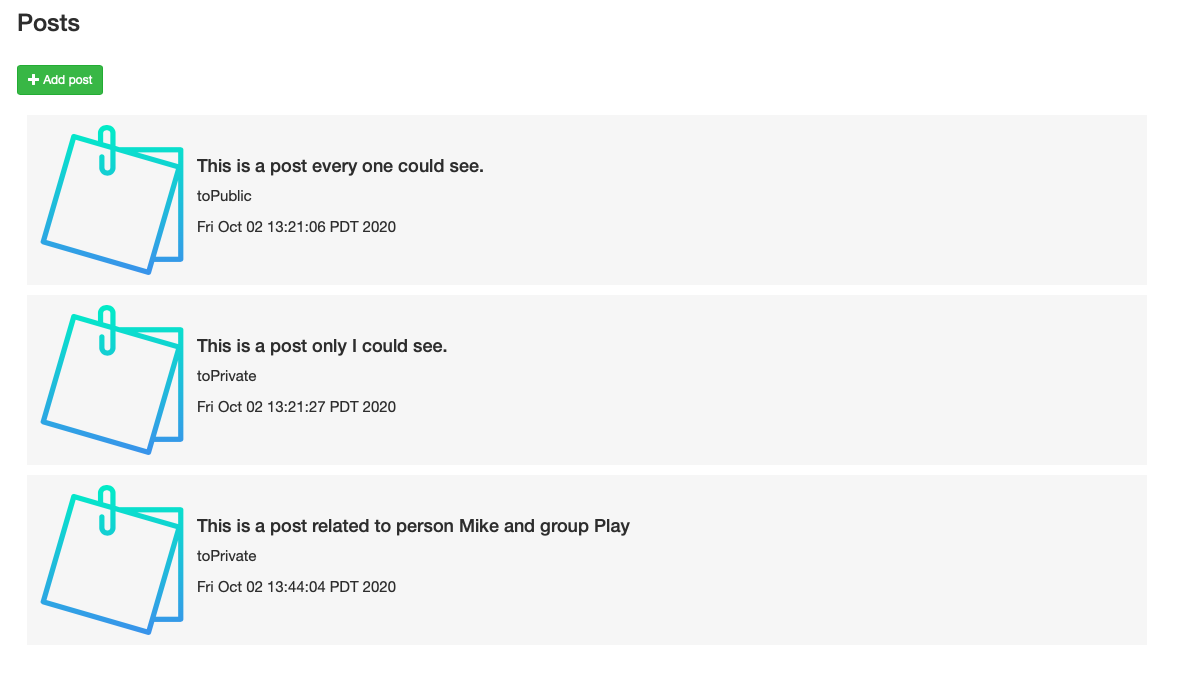 Posts
Add post
This is a post every one could see.
toPublic
Fri Oct 02 13:21:06 PDT 2020
This is a post only I could see.
toPrivate
Fri Oct 02 13:21:27 PDT 2020
This is a post related to person Mike and group Play
toPrivate
Fri Oct 02 13:44:04 PDT 2020